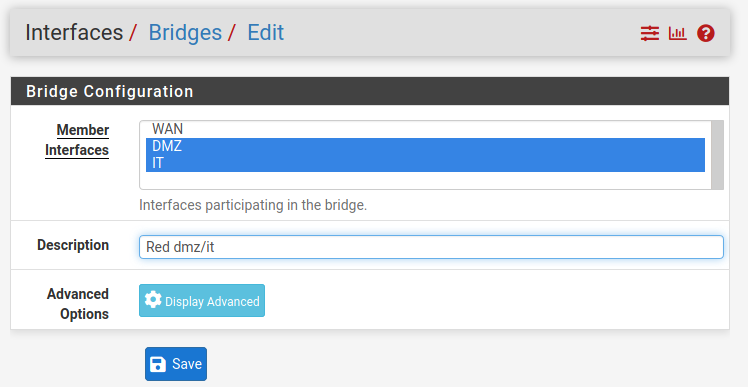 Interfaces / Bridges / Edit
Bridge Configuration
Member Interfaces
WAN
DMZ
IT
Interfaces participating in the bridge.
Description
Red dmz/it
Advanced Options
Display Advanced
Save